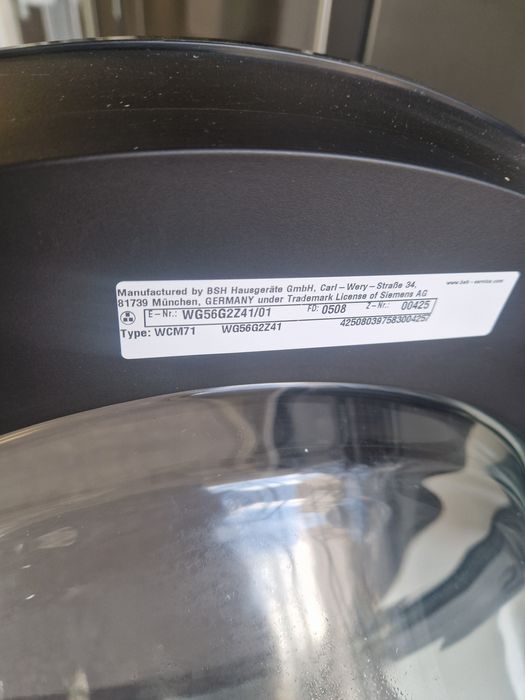 Manufactured by BSH Hausgeräte GmbH, Carl-Wery-Straße 34, www.bsh-service.com
81739 München, GERMANY under Trademark License of Siemens AG
E-Nr.: WG56G2Z41/01 FD: 0508 Z-Nr.: 00425
Type: WCM71 WG56G2Z41 425080397583004257